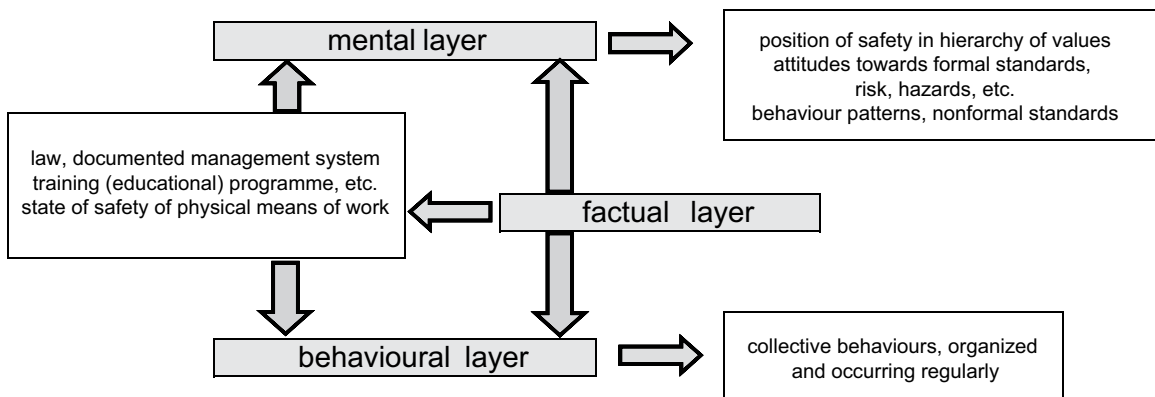 mental layer
position of safety in hierarchy of values
attitudes towards formal standards,
risk, hazards, etc.
behaviour patterns, nonformal standards
law, documented management system
training (educational) programme, etc.
state of safety of physical means of work
factual layer
behavioural layer
collective behaviours, organized
and occurring regularly